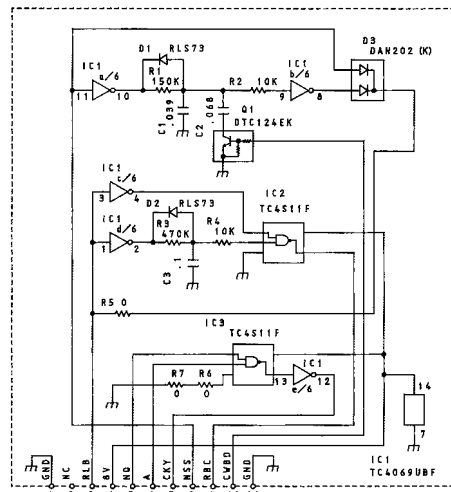 D3
DAN202 (K)
D1 RLS73
IC1
a/6
R1
150K
R2 10K
IC1
b/6
11 10 9 8
C1
.039
C2
.068
Q1
DTC124EK
IC1
c/6
3 4
D2 RLS73
IC2
TC4S11F
IC1
d/6
R3
470K
R4
10K
1 2
C3 .1
R5 0
IC3
TC4S11F
IC1
R7 R6
0 0
13 12
e/6
14
7
GND
NC
RLB
8V
NQ
A
CKY
NSS
RBC
CWBD
GND
IC1
TC4069UBF